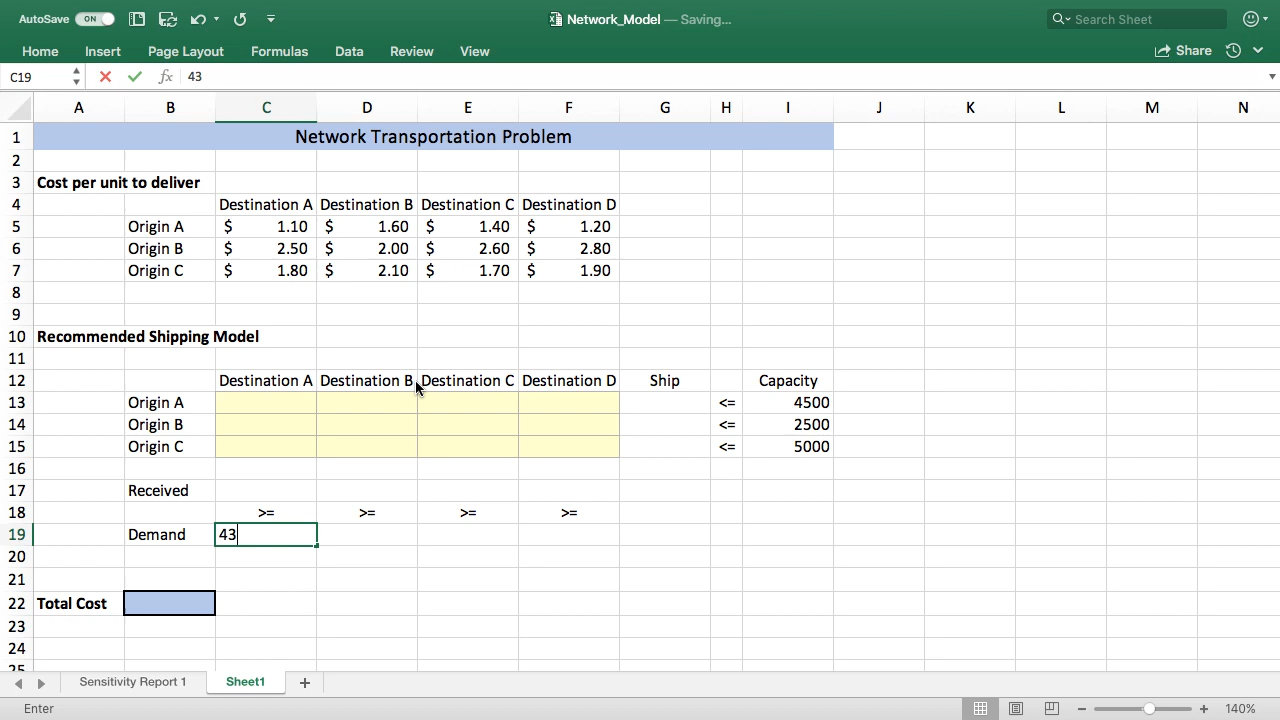 AutoSave ON Network_Model — Saving... Search Sheet
Home Insert Page Layout Formulas Data Review View Share
C19 fx 43
A B C D E F G H I J K L M N
1 Network Transportation Problem
2
3 Cost per unit to deliver
4 Destination A Destination B Destination C Destination D
5 Origin A $ 1.10 $ 1.60 $ 1.40 $ 1.20
6 Origin B $ 2.50 $ 2.00 $ 2.60 $ 2.80
7 Origin C $ 1.80 $ 2.10 $ 1.70 $ 1.90
8
9
10 Recommended Shipping Model
11
12 Destination A Destination B Destination C Destination D Ship Capacity
13 Origin A <= 4500
14 Origin B <= 2500
15 Origin C <= 5000
16
17 Received
18 >= >= >= >=
19 Demand 43
20
21
22 Total Cost
23
24
25
Sensitivity Report 1 Sheet1 +
Enter − + 140%